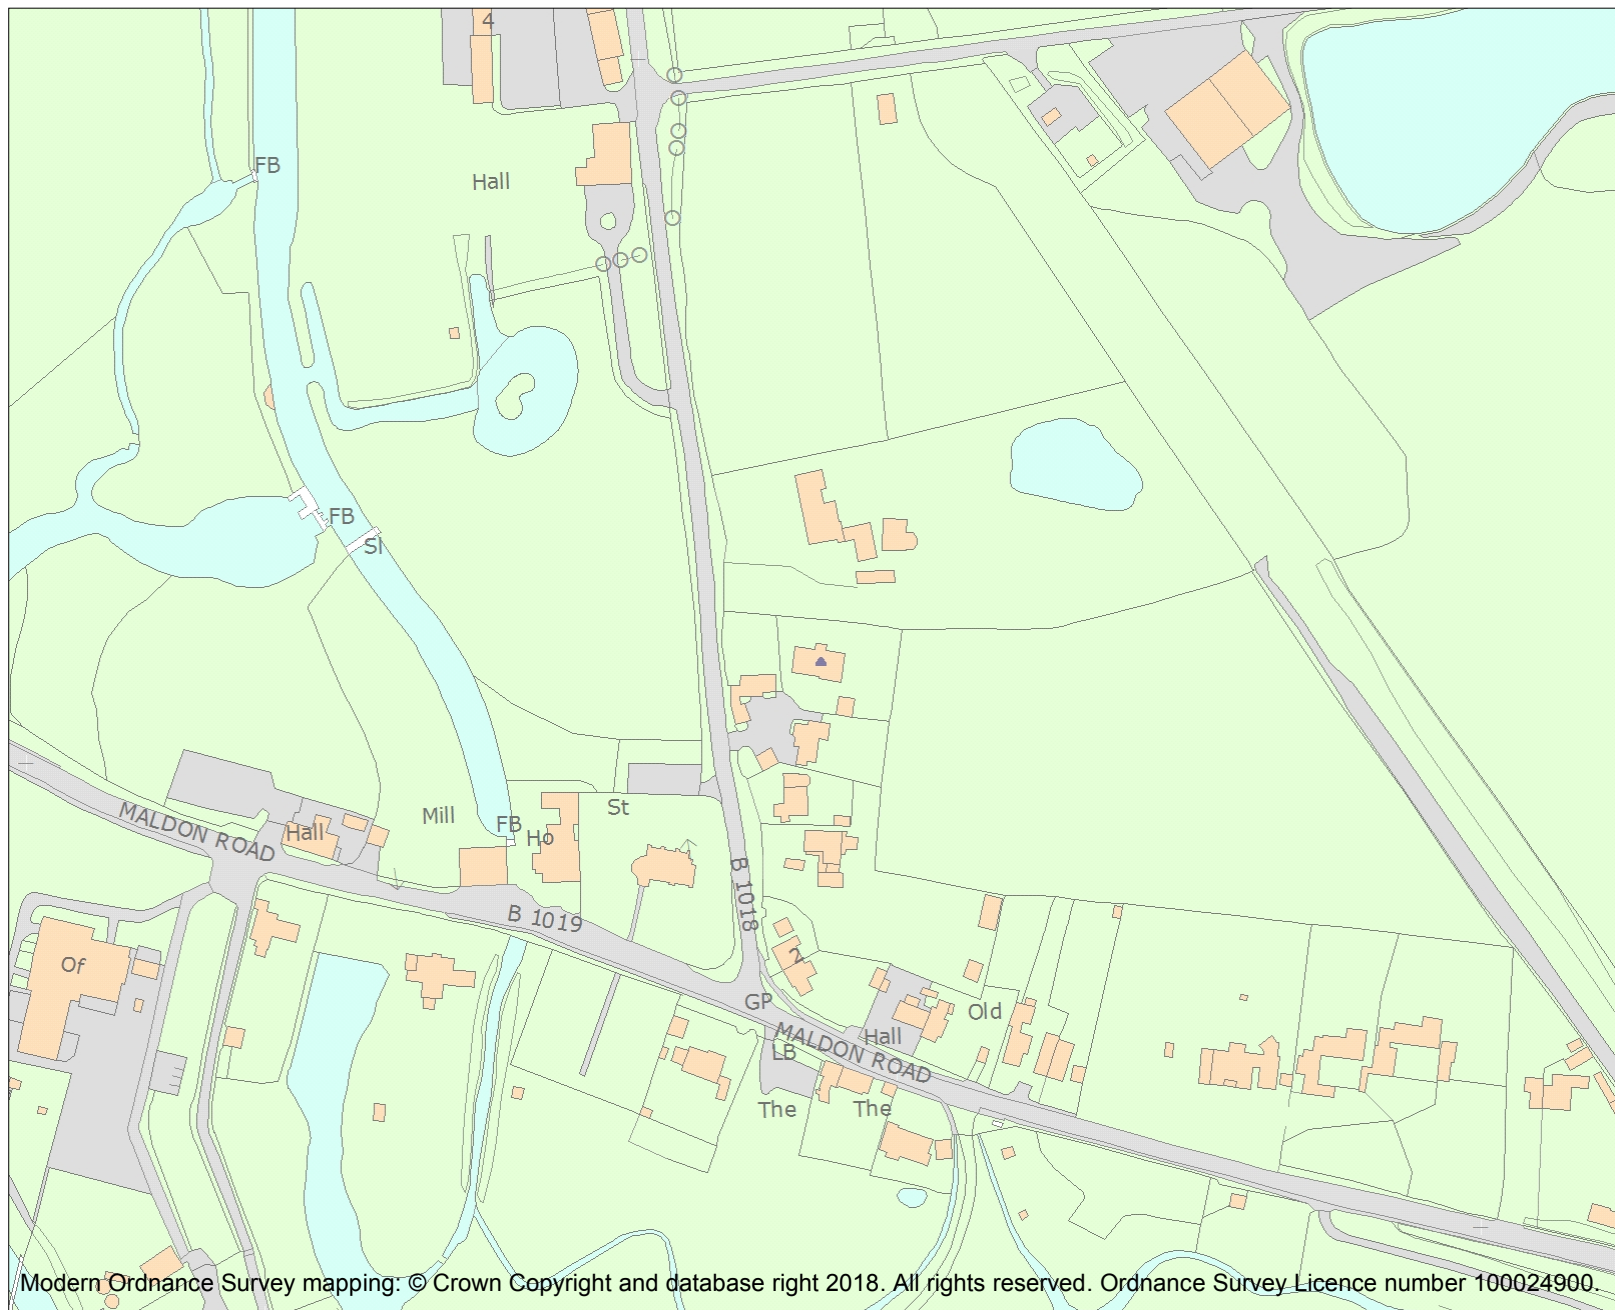 4
FB
Hall
FB
Sl
MALDON ROAD
Hall
Mill
FB
Ho
St
B 1018
B 1019
Of
2
GP
MALDON ROAD
LB
Hall
Old
The
The
Modern Ordnance Survey mapping: © Crown Copyright and database right 2018. All rights reserved. Ordnance Survey Licence number 100024900.